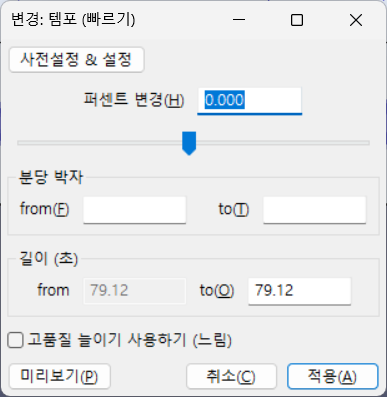 변경: 템포 (빠르기)
사전설정 & 설정
퍼센트 변경(H) 0.000
분당 박자
from(F) to(T)
길이 (초)
from 79.12 to(O) 79.12
고품질 늘이기 사용하기 (느림)
미리보기(P) 취소(C) 적용(A)